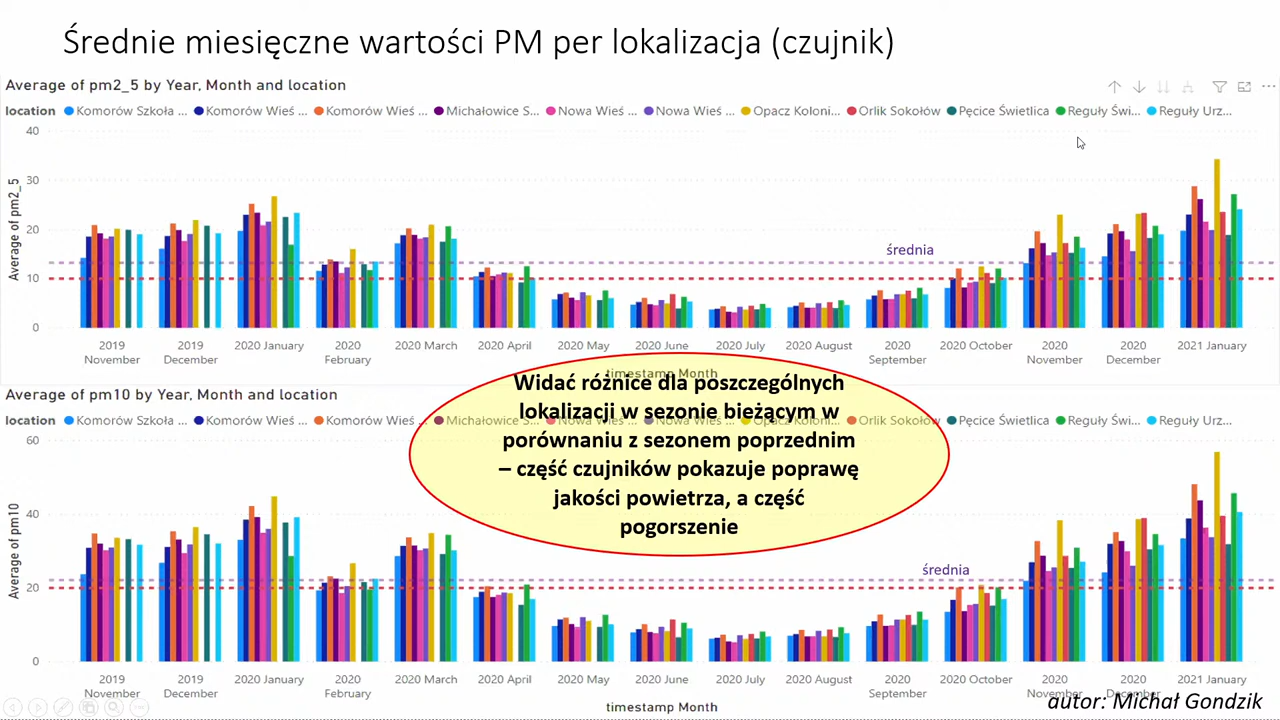 Średnie miesięczne wartości PM per lokalizacja (czujnik)
Average of pm2_5 by Year, Month and location
location Komorów Szkoła ... Komorów Wieś ... Komorów Wieś ... Michałowice S... Nowa Wieś ... Nowa Wieś ... Opacz Koloni... Orlik Sokołów Pęcice Świetlica Reguły Świ... Reguły Urz...
40
30
20
10
0
Average of pm2_5
średnia
2019 November 2019 December 2020 January 2020 February 2020 March 2020 April 2020 May 2020 June 2020 July 2020 August 2020 September 2020 October 2020 November 2020 December 2021 January
timestamp Month
Widać różnice dla poszczególnych
lokalizacji w sezonie bieżącym w
porównaniu z sezonem poprzednim
– część czujników pokazuje poprawę
jakości powietrza, a część
pogorszenie
Average of pm10 by Year, Month and location
location Komorów Szkoła ... Komorów Wieś ... Komorów Wieś ... Michałowice S... Nowa Wieś ... Nowa Wieś ... Opacz Koloni... Orlik Sokołów Pęcice Świetlica Reguły Świ... Reguły Urz...
60
40
20
0
Average of pm10
średnia
2019 November 2019 December 2020 January 2020 February 2020 March 2020 April 2020 May 2020 June 2020 July 2020 August 2020 September 2020 October 2020 November 2020 December 2021 January
timestamp Month
autor: Michał Gondzik